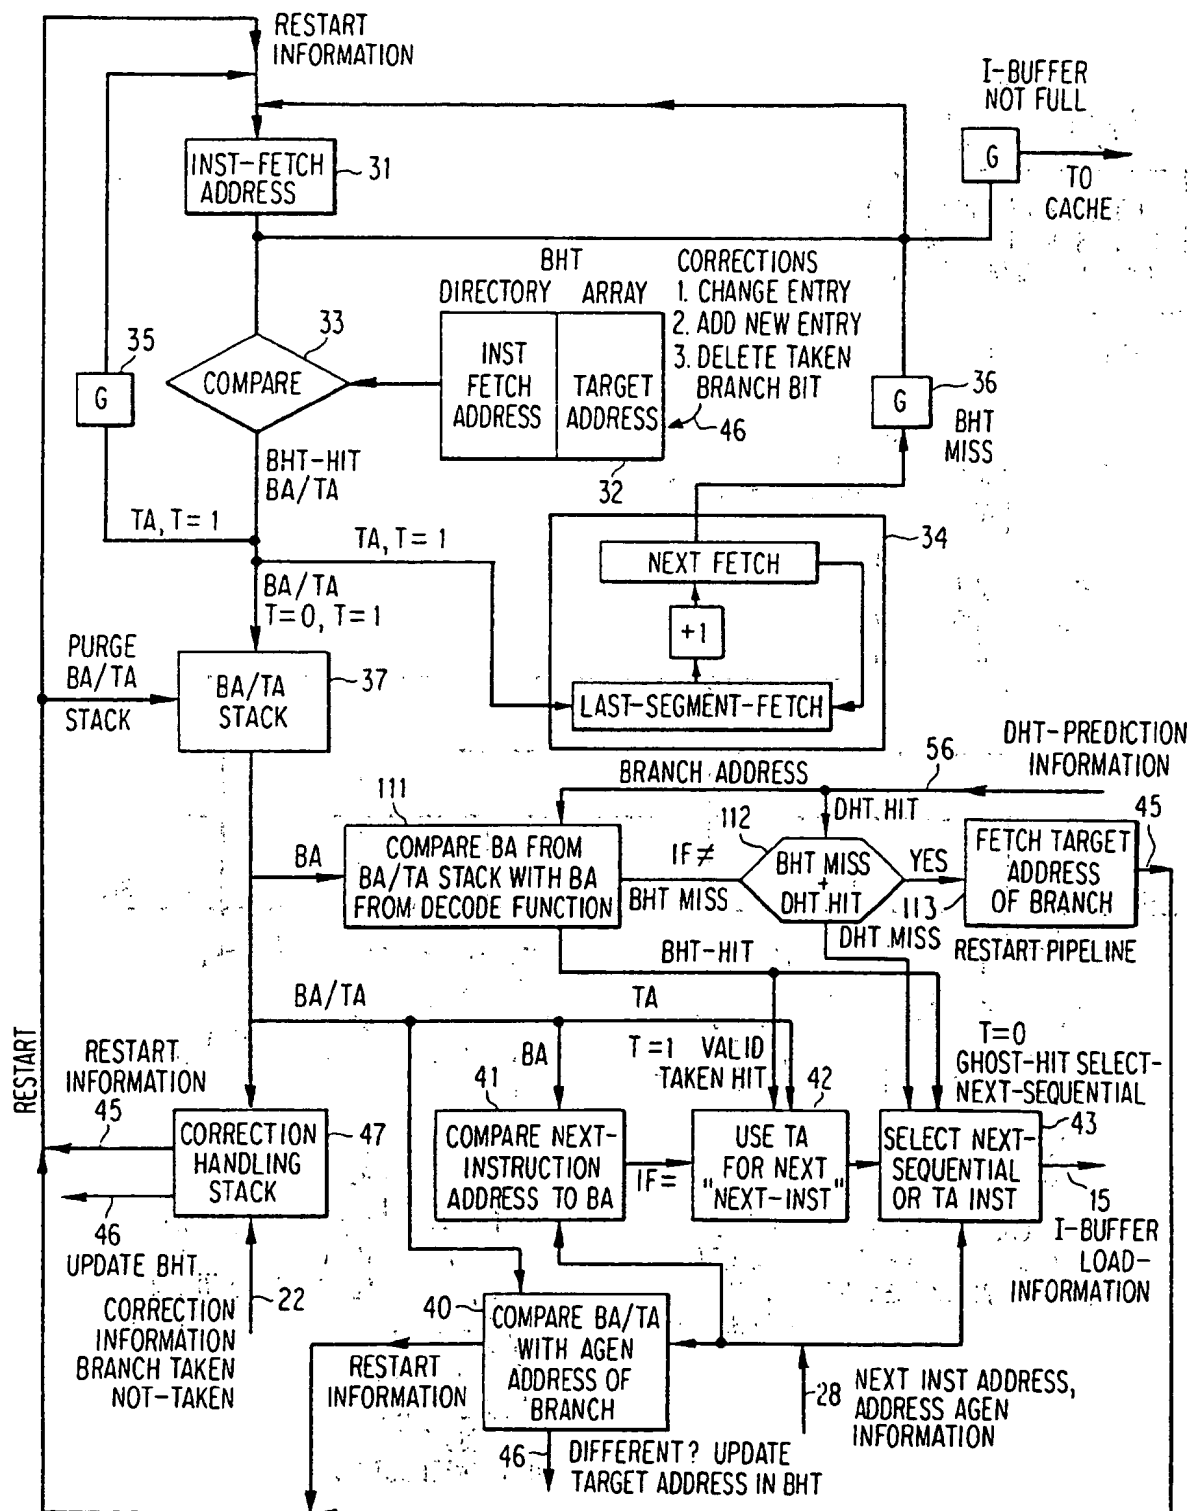 RESTART
INFORMATION
I-BUFFER
NOT FULL
G
TO
CACHE
INST-FETCH
ADDRESS
31
BHT
DIRECTORY ARRAY
CORRECTIONS
1. CHANGE ENTRY
2. ADD NEW ENTRY
3. DELETE TAKEN
BRANCH BIT
46
33
COMPARE
35
G
INST
FETCH
ADDRESS
TARGET
ADDRESS
32
G
36
BHT
MISS
BHT-HIT
BA/TA
TA, T=1
TA, T=1
34
NEXT FETCH
+1
LAST-SEGMENT-FETCH
BA/TA
T=0, T=1
PURGE
BA/TA
STACK
BA/TA
STACK
37
DHT-PREDICTION
INFORMATION
56
BRANCH ADDRESS
DHT HIT
111
COMPARE BA FROM
BA/TA STACK WITH BA
FROM DECODE FUNCTION
BA
IF ≠
BHT MISS
112
BHT MISS
+
DHT HIT
YES
113
FETCH TARGET
ADDRESS
OF BRANCH
45
DHT MISS
RESTART PIPELINE
BHT-HIT
BA/TA
TA
BA
T=1 VALID
TAKEN HIT
T=0
GHOST-HIT SELECT-
NEXT-SEQUENTIAL
RESTART
RESTART
INFORMATION
45
CORRECTION
HANDLING
STACK
47
46
UPDATE BHT
22
CORRECTION
INFORMATION
BRANCH TAKEN
NOT-TAKEN
41
COMPARE NEXT-
INSTRUCTION
ADDRESS TO BA
IF=
42
USE TA
FOR NEXT
"NEXT-INST"
43
SELECT NEXT-
SEQUENTIAL
OR TA INST
15
I-BUFFER
LOAD-
INFORMATION
40
COMPARE BA/TA
WITH AGEN
ADDRESS OF
BRANCH
RESTART
INFORMATION
28
NEXT INST ADDRESS,
ADDRESS AGEN
INFORMATION
46
DIFFERENT? UPDATE
TARGET ADDRESS IN BHT